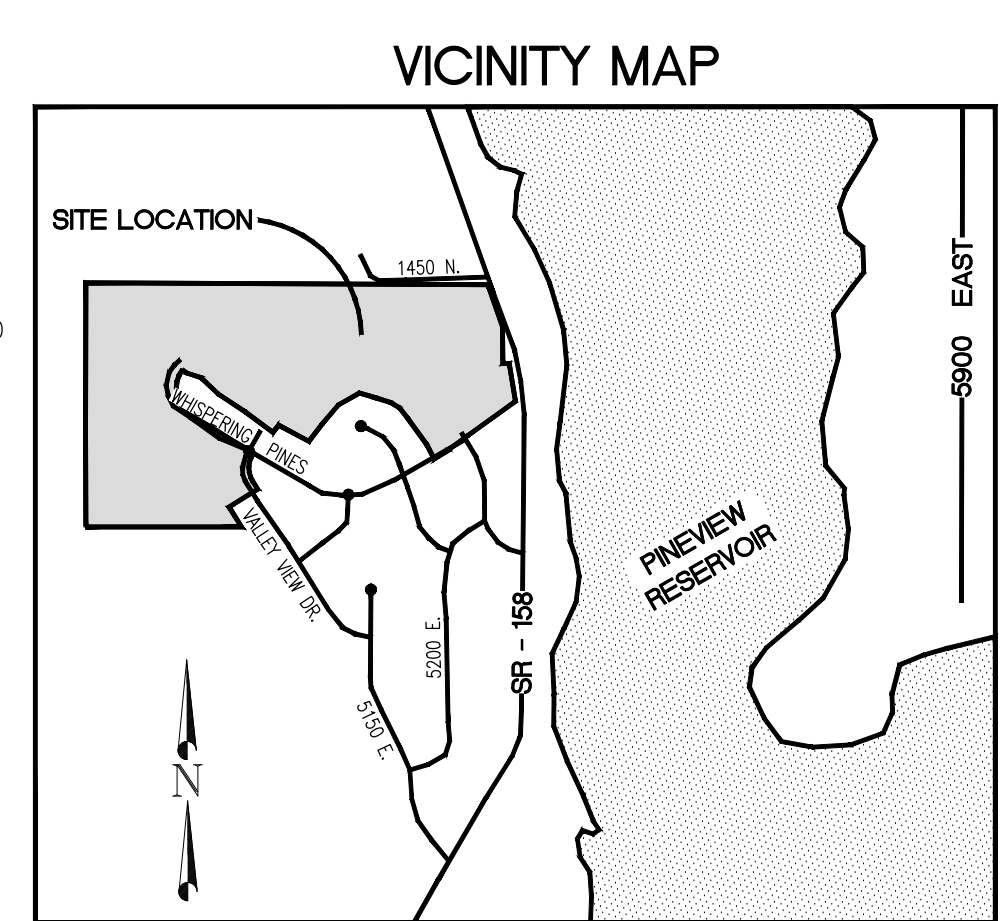 VICINITY MAP
SITE LOCATION
1450 N.
5900 EAST
WHISPERING PINES
VALLEY VIEW DR.
PINEVIEW
RESERVOIR
SR - 158
5200 E.
5150 E.
N